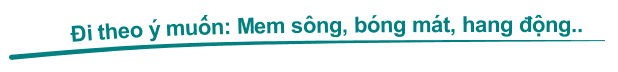 Đi theo ý muốn: Mem sông, bóng mát, hang động..